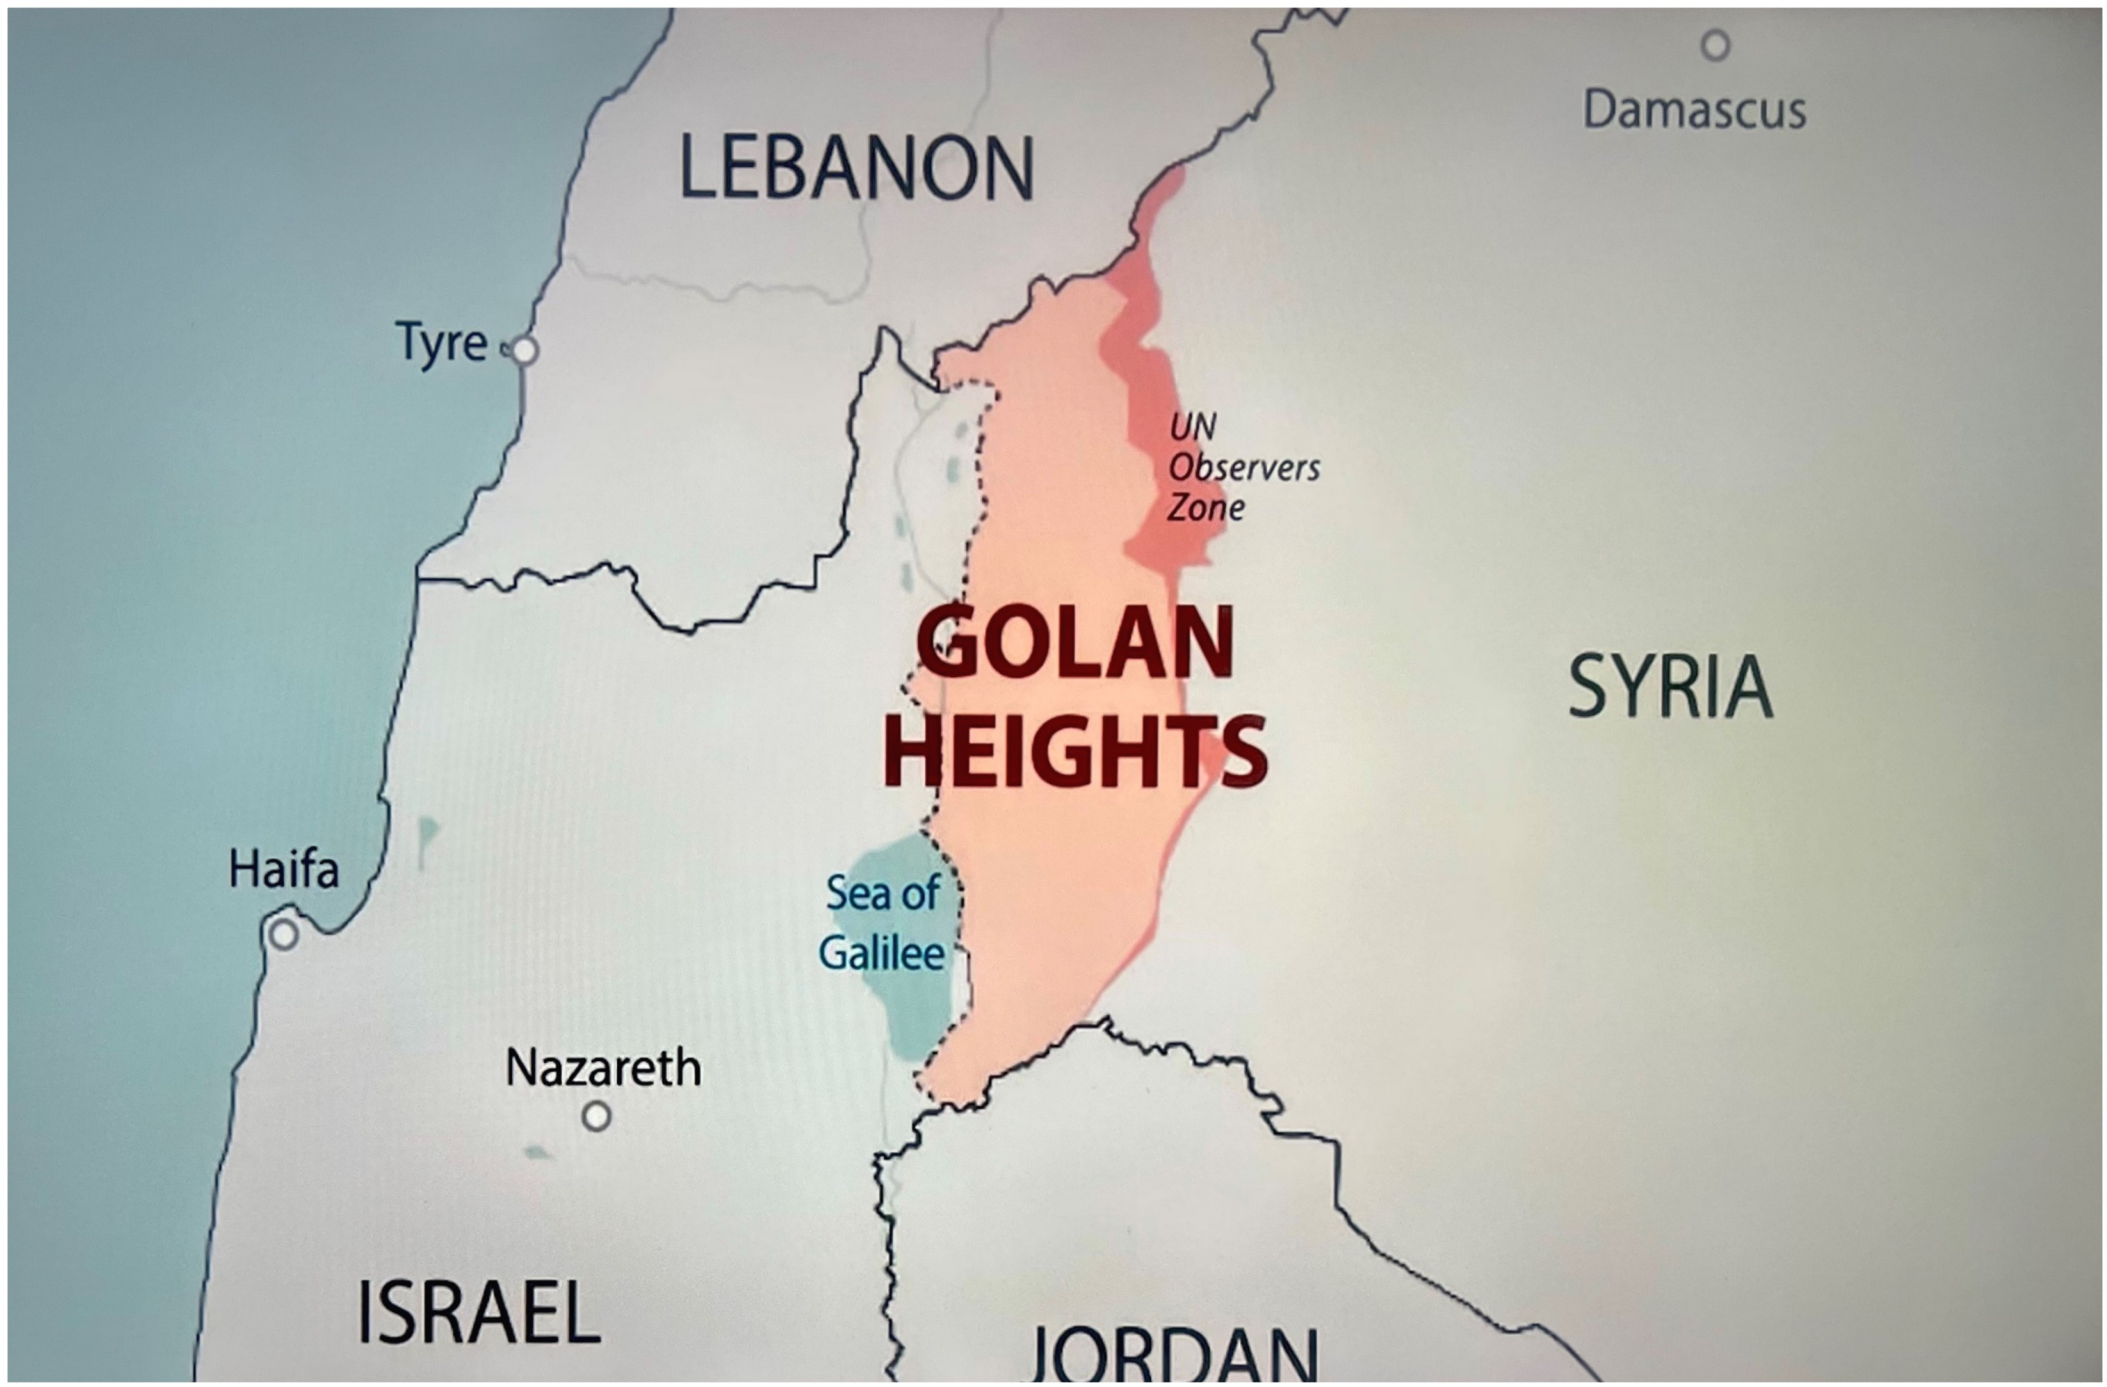 Damascus
LEBANON
Tyre
UN
Observers
Zone
GOLAN
HEIGHTS
SYRIA
Haifa
Sea of
Galilee
Nazareth
ISRAEL
JORDAN